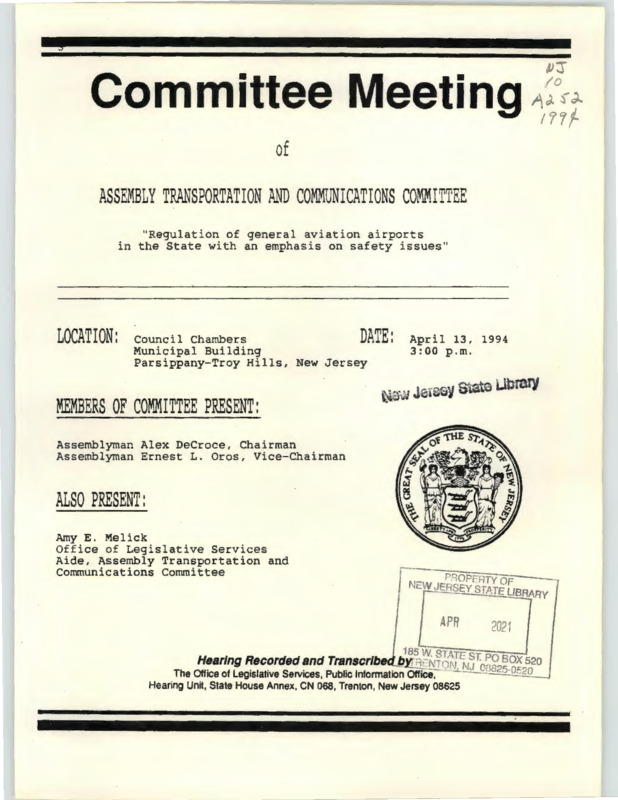 Committee Meeting
NJ
10
A252
1994
of
ASSEMBLY TRANSPORTATION AND COMMUNICATIONS COMMITTEE
"Regulation of general aviation airports
in the State with an emphasis on safety issues"
LOCATION: Council Chambers
Municipal Building
Parsippany-Troy Hills, New Jersey
DATE: April 13, 1994
3:00 p.m.
New Jersey State Library
MEMBERS OF COMMITTEE PRESENT:
Assemblyman Alex DeCroce, Chairman
Assemblyman Ernest L. Oros, Vice-Chairman
THE GREAT SEAL OF THE STATE OF NEW JERSEY
ALSO PRESENT:
Amy E. Melick
Office of Legislative Services
Aide, Assembly Transportation and
Communications Committee
PROPERTY OF
NEW JERSEY STATE LIBRARY
APR 2021
185 W. STATE ST. PO BOX 520
TRENTON, NJ 08625-0520
Hearing Recorded and Transcribed by
The Office of Legislative Services, Public Information Office,
Hearing Unit, State House Annex, CN 068, Trenton, New Jersey 08625